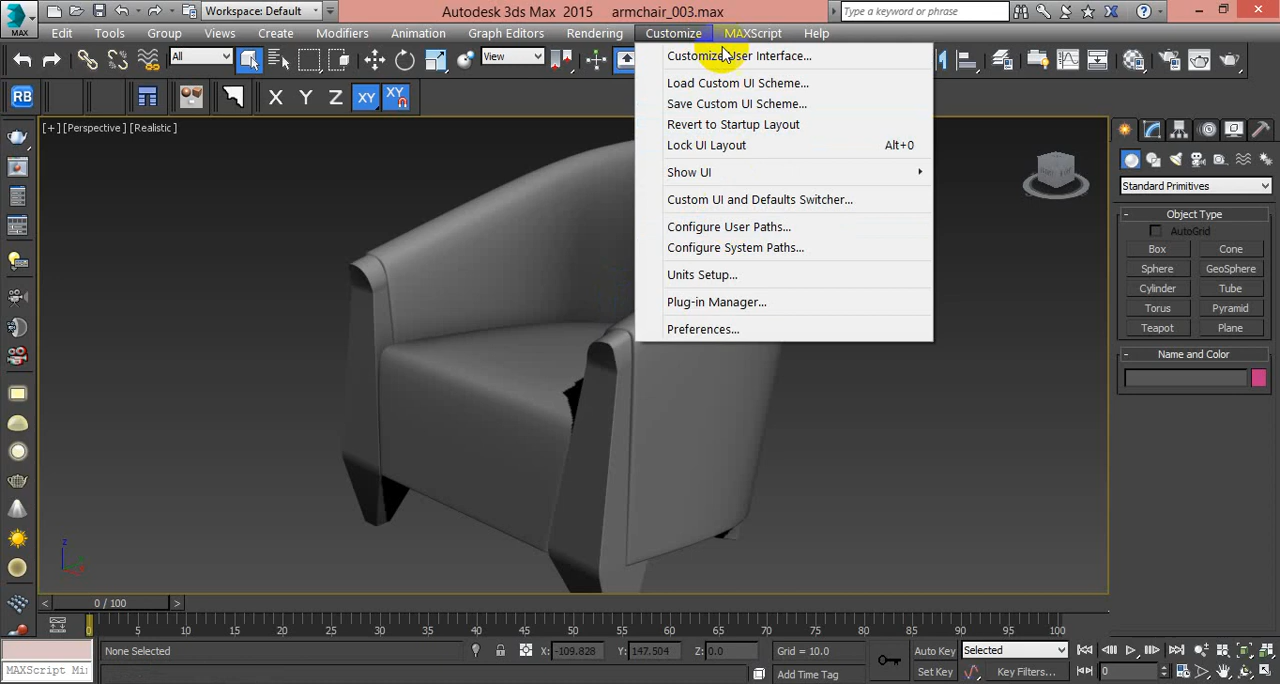 MAX
Workspace: Default
Autodesk 3ds Max 2015 armchair_003.max
Type a keyword or phrase
Edit Tools Group Views Create Modifiers Animation Graph Editors Rendering Customize MAXScript Help
All
View
Customize User Interface...
Load Custom UI Scheme...
Save Custom UI Scheme...
Revert to Startup Layout
Lock UI Layout Alt+0
Show UI
Custom UI and Defaults Switcher...
Configure User Paths...
Configure System Paths...
Units Setup...
Plug-in Manager...
Preferences...
RB
X Y Z XY XY
[+] [Perspective ] [Realistic ]
Standard Primitives
- Object Type
AutoGrid
Box Cone
Sphere GeoSphere
Cylinder Tube
Torus Pyramid
Teapot Plane
- Name and Color
z
< 0 / 100 >
0 5 10 15 20 25 30 35 40 45 50 55 60 65 70 75 80 85 90 95 100
None Selected X: -109.828 Y: 147.504 Z: 0.0 Grid = 10.0 Auto Key Selected
MAXScript Mi Add Time Tag Set Key Key Filters... 0